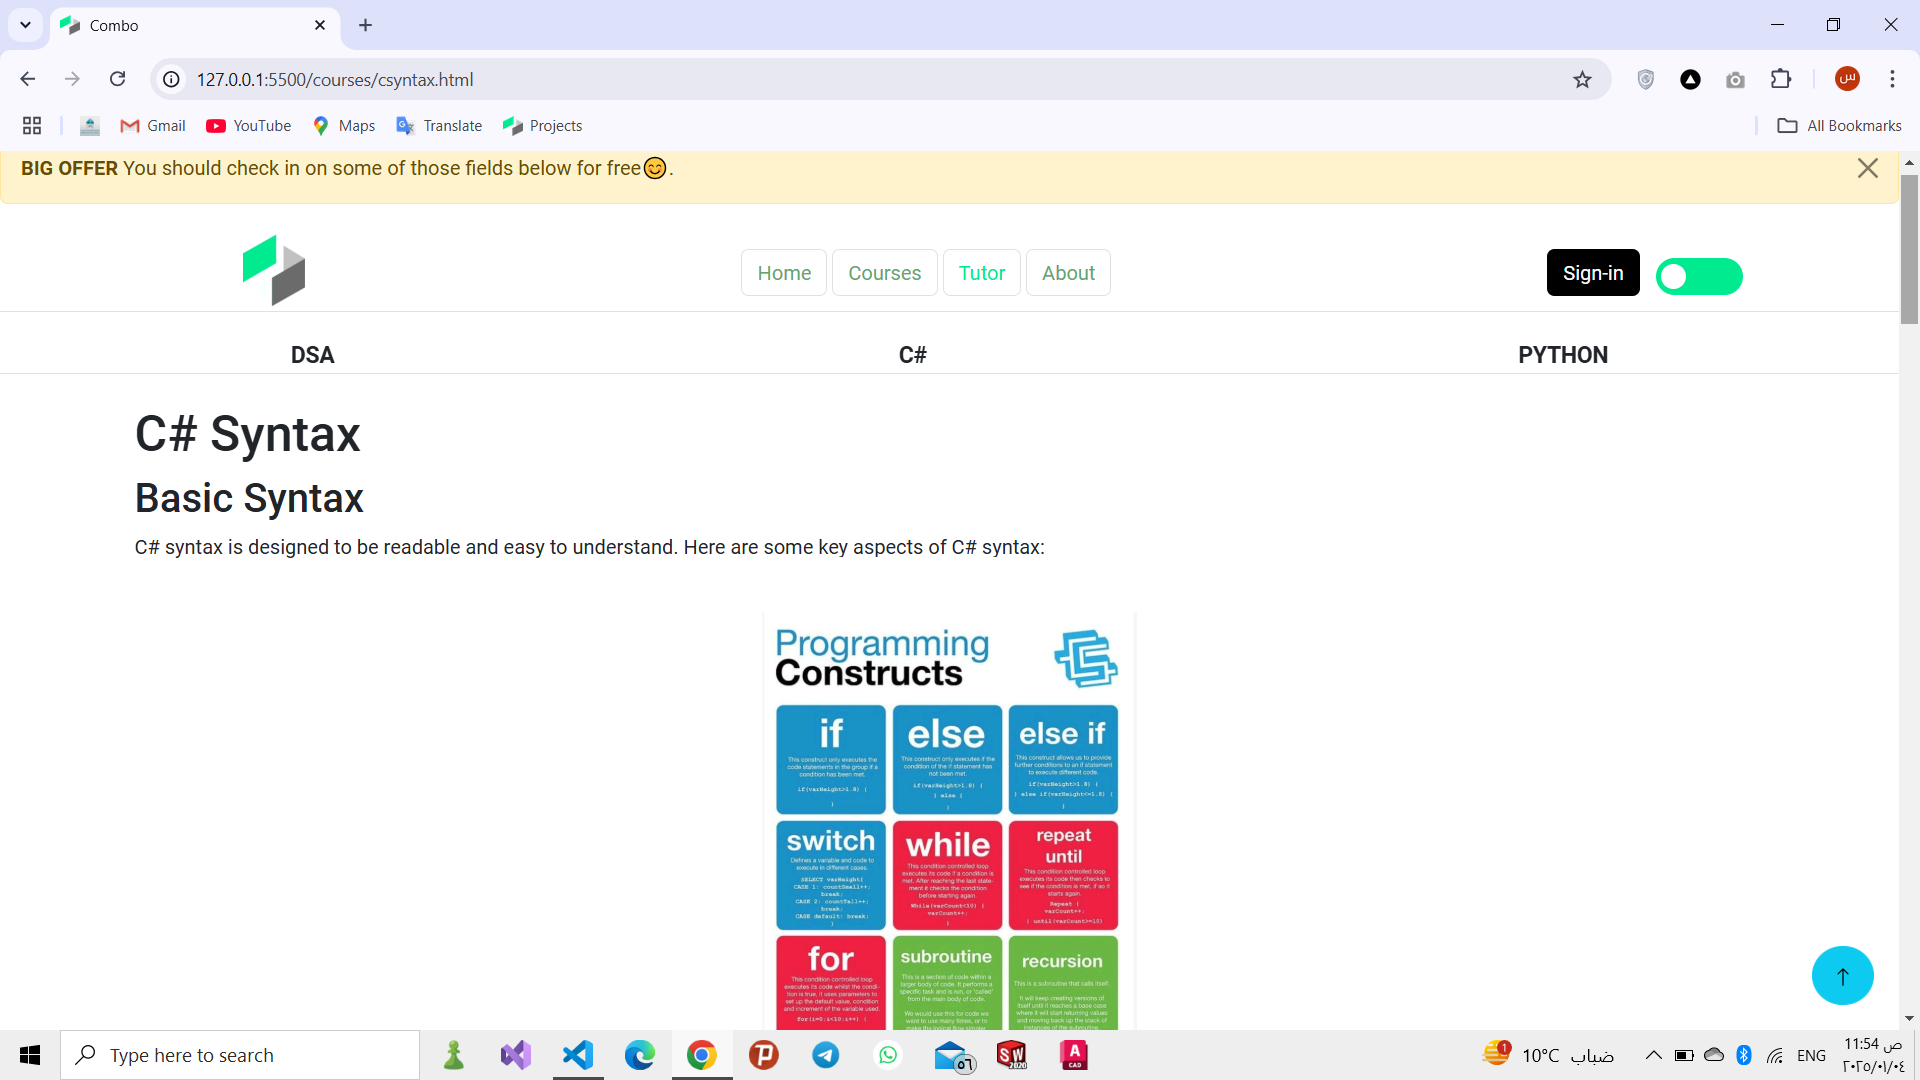 Combo
127.0.0.1:5500/courses/csyntax.html
س
Gmail YouTube Maps Translate Projects All Bookmarks
BIG OFFER You should check in on some of those fields below for free😊.
Home Courses Tutor About Sign-in
DSA C# PYTHON
C# Syntax
Basic Syntax
C# syntax is designed to be readable and easy to understand. Here are some key aspects of C# syntax:
Programming
Constructs
if
This construct only executes the
code statements in the group if a
condition has been met.
if(varHeight>1.8) {
}
else
This construct only executes if the
condition of the if statement has
not been met.
if(varHeight>1.8) {
} else {
}
else if
This construct allows us to provide
further conditions to an if statement
to execute different code.
if(varHeight>1.8) {
} else if(varHeight<=1.8) {
}
switch
Defines a variable and code to
execute in different cases.
SELECT varHeight{
CASE 1: countSmall++;
break;
CASE 2: countTall++;
break;
CASE default: break;
}
while
This condition controlled loop
executes its code if a condition is
met. After reaching the last state-
ment it checks the condition
before starting again.
While(varCount<10) {
varCount++;
}
repeat
until
This condition controlled loop
executes its code then checks to
see if the condition is met, if so it
starts again.
Repeat {
varCount++;
} until(varCount>=10)
for
This condition controlled loop
executes its code whilst the condi-
tion is true, it uses parameters to
set up the default value, condition
and increment of the variable used.
for(i=0;i<10;i++) {
subroutine
This is a section of code within a
larger body of code. It performs a
specific task and is run, or 'called'
from the main body of code.
We would use this for code we
want to use many times, or to
make the logical flow simpler
recursion
This is a subroutine that calls itself.
It will keep creating versions of
itself until it reaches a base case
where it will start returning values
and moving back up the stack of
instances of the subroutine.
Type here to search
٥٦
SW
2020
A
CAD
1
10°C ضباب
ENG
11:54 ص
٢٠٢٥/٠١/٠٤